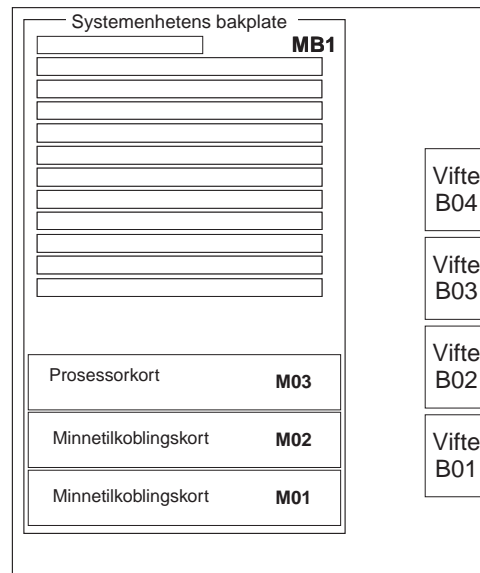 Systemenhetens bakplate
MB1
Vifte
B04
Vifte
B03
Vifte
B02
Vifte
B01
Prosessorkort M03
Minnetilkoblingskort M02
Minnetilkoblingskort M01